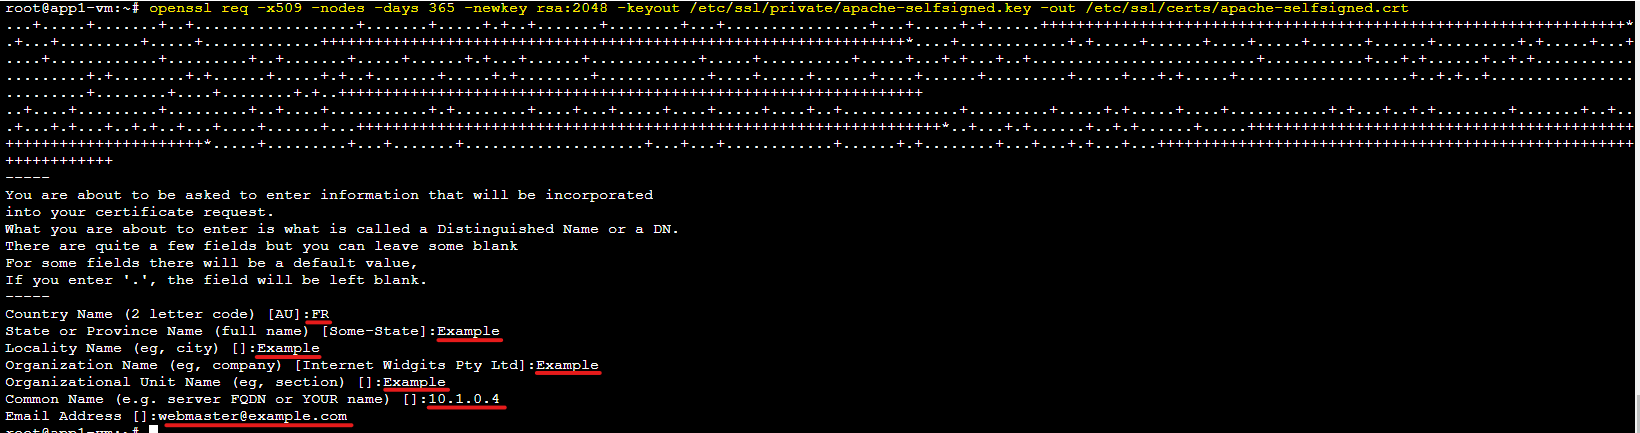 root@app1-vm:~# openssl req -x509 -nodes -days 365 -newkey rsa:2048 -keyout /etc/ssl/private/apache-selfsigned.key -out /etc/ssl/certs/apache-selfsigned.crt
-----
You are about to be asked to enter information that will be incorporated
into your certificate request.
What you are about to enter is what is called a Distinguished Name or a DN.
There are quite a few fields but you can leave some blank
For some fields there will be a default value,
If you enter '.', the field will be left blank.
-----
Country Name (2 letter code) [AU]:FR
State or Province Name (full name) [Some-State]:Example
Locality Name (eg, city) []:Example
Organization Name (eg, company) [Internet Widgits Pty Ltd]:Example
Organizational Unit Name (eg, section) []:Example
Common Name (e.g. server FQDN or YOUR name) []:10.1.0.4
Email Address []:webmaster@example.com
root@app1-vm:~#